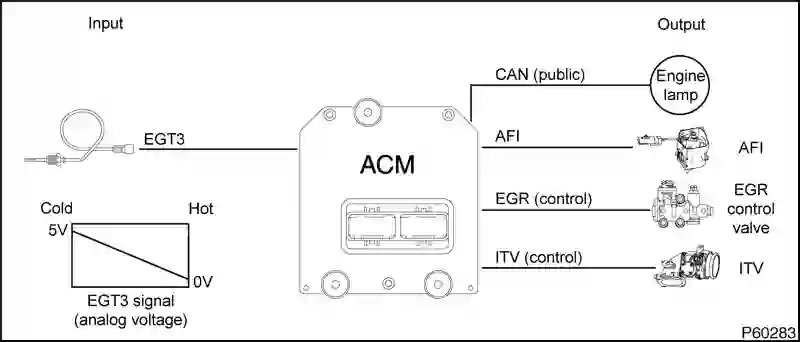 Input
Output
CAN (public)
Engine
lamp
EGT3
ACM
AFI
AFI
EGR (control)
EGR
control
valve
ITV (control)
ITV
Cold
Hot
5V
0V
EGT3 signal
(analog voltage)
P60283